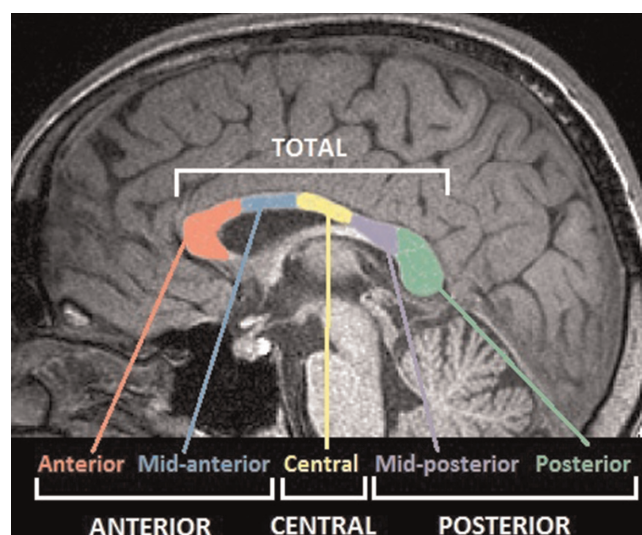 TOTAL
Anterior Mid-anterior Central Mid-posterior Posterior
ANTERIOR CENTRAL POSTERIOR